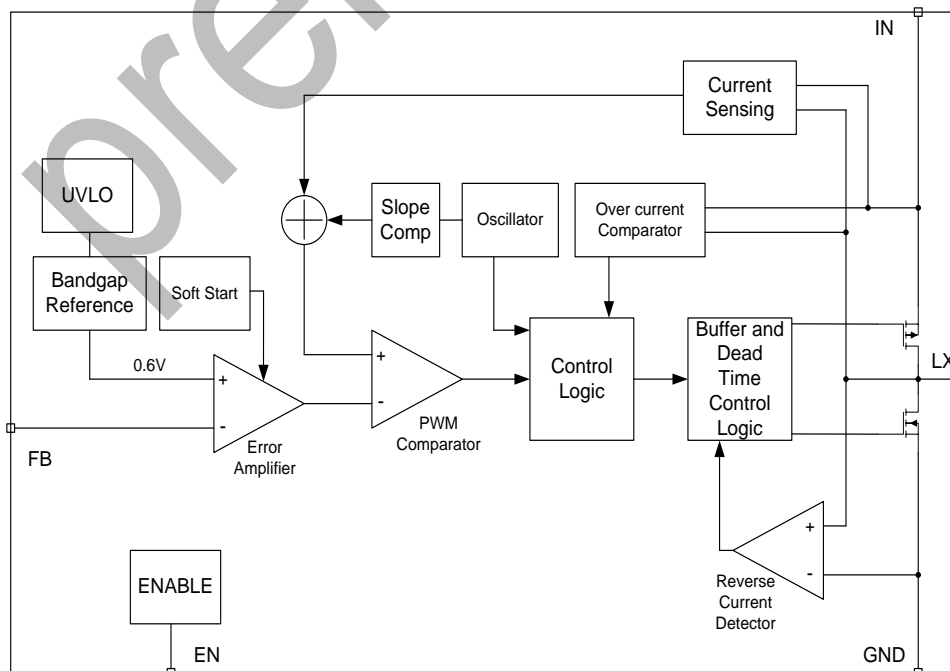 IN
Current
Sensing
UVLO
Slope
Comp
Oscillator
Over current
Comparator
Bandgap
Reference
Soft Start
Buffer and
Dead
Time
Control
Logic
Control
Logic
LX
0.6V
+
-
+
-
PWM
Comparator
Error
Amplifier
FB
+
-
Reverse
Current
Detector
ENABLE
EN
GND